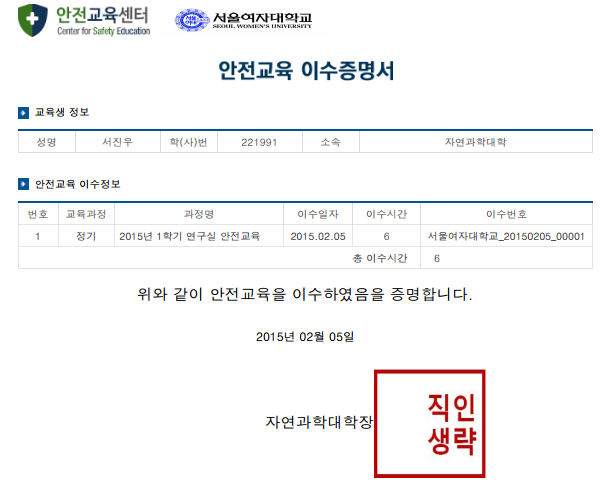 안전교육센터
Center for Safety Education
서울여자대학교
SEOUL WOMEN'S UNIVERSITY
안전교육 이수증명서
교육생 정보
성명 서진우 학(사)번 221991 소속 자연과학대학
안전교육 이수정보
번호 교육과정 과정명 이수일자 이수시간 이수번호
1 정기 2015년 1학기 연구실 안전교육 2015.02.05 6 서울여자대학교_20150205_00001
총 이수시간 6
위와 같이 안전교육을 이수하였음을 증명합니다.
2015년 02월 05일
자연과학대학장
직인
생략